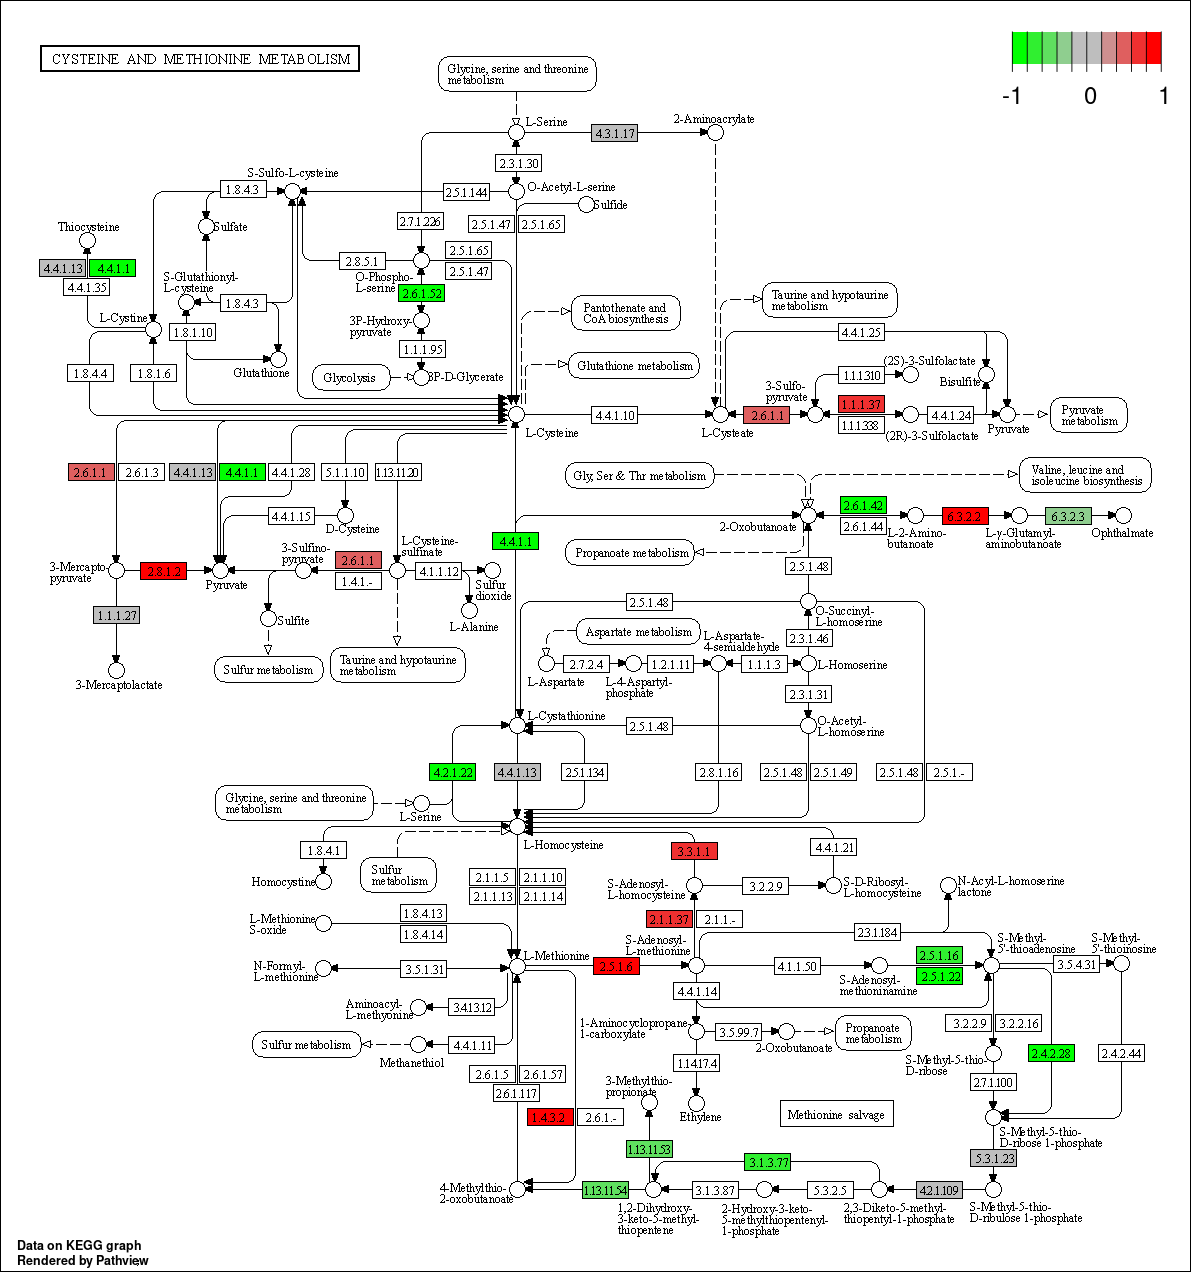 CYSTEINE AND METHIONINE METABOLISM
-1 0 1
Glycine, serine and threonine
metabolism
L-Serine
4.3.1.17
2-Aminoacrylate
2.3.1.30
S-Sulfo-L-cysteine
1.8.4.3
2.5.1.144
O-Acetyl-L-serine
Sulfide
Thiocysteine
Sulfate
2.7.1.226
2.5.1.47
2.5.1.65
4.4.1.13
4.4.1.1
4.4.1.35
2.8.5.1
2.5.1.65
2.5.1.47
S-Glutathionyl-
L-cysteine
O-Phospho-
L-serine
2.6.1.52
1.8.4.3
L-Cystine
1.8.1.10
3P-Hydroxy-
pyruvate
1.1.1.95
Pantothenate and
CoA biosynthesis
Taurine and hypotaurine
metabolism
4.4.1.25
1.8.4.4
1.8.1.6
Glutathione
Glycolysis
3P-D-Glycerate
Glutathione metabolism
(2S)-3-Sulfolactate
1.1.1.310
Bisulfite
3-Sulfo-
pyruvate
1.1.1.37
L-Cysteine
4.4.1.10
L-Cysteate
2.6.1.1
1.1.1.338
4.4.1.24
(2R)-3-Sulfolactate
Pyruvate
Pyruvate
metabolism
2.6.1.1
2.6.1.3
4.4.1.13
4.4.1.1
4.4.1.28
5.1.1.10
1.13.11.20
Gly, Ser & Thr metabolism
Valine, leucine and
isoleucine biosynthesis
4.4.1.15
D-Cysteine
2-Oxobutanoate
2.6.1.42
2.6.1.44
L-2-Amino-
butanoate
6.3.2.2
L-γ-Glutamyl-
aminobutanoate
6.3.2.3
Ophthalmate
4.4.1.1
Propanoate metabolism
3-Mercapto-
pyruvate
2.8.1.2
Pyruvate
3-Sulfino-
pyruvate
2.6.1.1
1.4.1.-
L-Cysteine-
sulfinate
4.1.1.12
Sulfur
dioxide
2.5.1.48
1.1.1.27
Sulfite
L-Alanine
2.5.1.48
O-Succinyl-
L-homoserine
Aspartate metabolism
L-Aspartate-
4-semialdehyde
2.3.1.46
3-Mercaptolactate
Sulfur metabolism
Taurine and hypotaurine
metabolism
L-Aspartate
2.7.2.4
L-4-Aspartyl-
phosphate
1.2.1.11
1.1.1.3
L-Homoserine
2.3.1.31
L-Cystathionine
2.5.1.48
O-Acetyl-
L-homoserine
4.2.1.22
4.4.1.13
2.5.1.134
2.8.1.16
2.5.1.48
2.5.1.49
2.5.1.48
2.5.1.-
Glycine, serine and threonine
metabolism
L-Serine
L-Homocysteine
1.8.4.1
Homocystine
Sulfur
metabolism
3.3.1.1
4.4.1.21
2.1.1.5
2.1.1.10
2.1.1.13
2.1.1.14
S-Adenosyl-
L-homocysteine
3.2.2.9
S-D-Ribosyl-
L-homocysteine
N-Acyl-L-homoserine
lactone
L-Methionine
S-oxide
1.8.4.13
1.8.4.14
2.1.1.37
2.1.1.-
2.3.1.184
N-Formyl-
L-methionine
3.5.1.31
L-Methionine
2.5.1.6
S-Adenosyl-
L-methionine
4.1.1.50
S-Adenosyl-
methioninamine
2.5.1.16
2.5.1.22
S-Methyl-
5'-thioadenosine
3.5.4.31
S-Methyl-
5'-thioinosine
Aminoacyl-
L-methyonine
3.4.13.12
4.4.1.14
Sulfur metabolism
Methanethiol
4.4.1.11
1-Aminocyclopropane
1-carboxylate
3.5.99.7
2-Oxobutanoate
Propanoate
metabolism
3.2.2.9
3.2.2.16
S-Methyl-5-thio-
D-ribose
2.4.2.28
2.4.2.44
2.6.1.5
2.6.1.57
2.6.1.117
1.14.17.4
2.7.1.100
3-Methylthio-
propionate
Ethylene
Methionine salvage
1.4.3.2
2.6.1.-
S-Methyl-5-thio-
D-ribose 1-phosphate
1.13.11.53
3.1.3.77
5.3.1.23
4-Methylthio-
2-oxobutanoate
1.13.11.54
1,2-Dihydroxy-
3-keto-5-methyl-
thiopentene
3.1.3.87
2-Hydroxy-3-keto-
5-methylthiopentenyl-
1-phosphate
5.3.2.5
2,3-Diketo-5-methyl-
thiopentyl-1-phosphate
4.2.1.109
S-Methyl-5-thio-
D-ribulose 1-phosphate
Data on KEGG graph
Rendered by Pathview